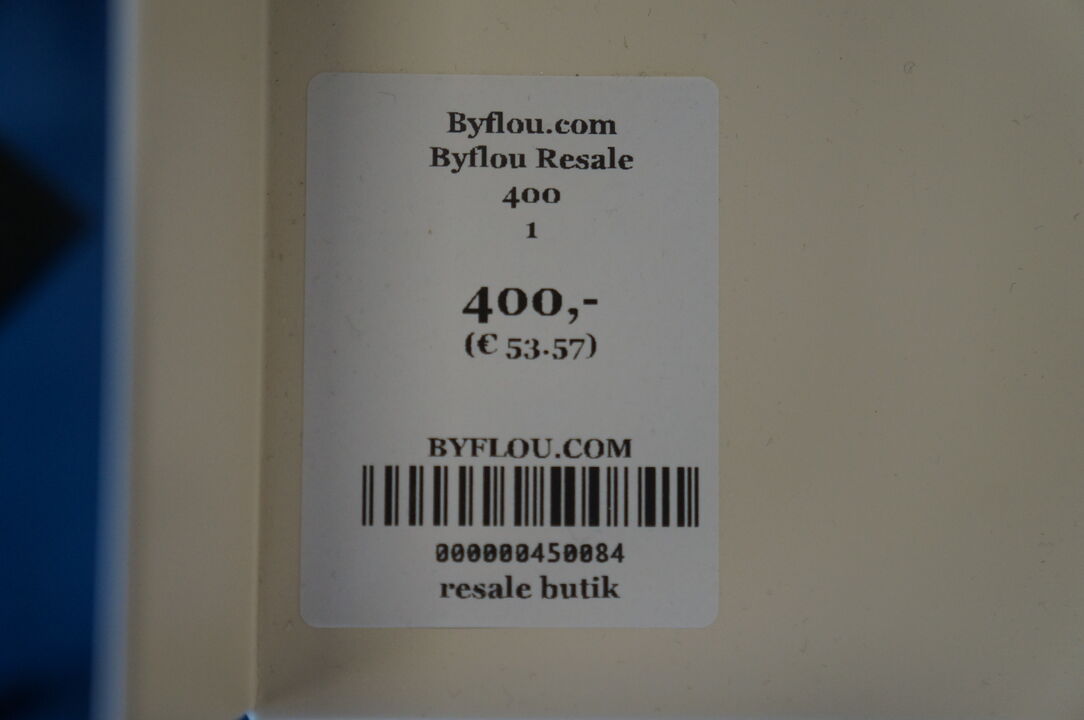 Byflou.com
Byflou Resale
400
1
400,-
(€ 53.57)
BYFLOU.COM
000000450084
resale butik